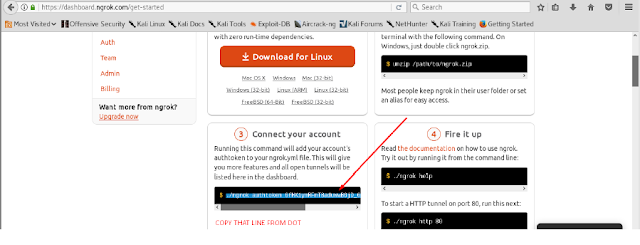 https://dashboard.ngrok.com/get-started
Most Visited Offensive Security Kali Linux Kali Docs Kali Tools Exploit-DB Aircrack-ng Kali Forums NetHunter Kali Training Getting Started
Auth
Team
Admin
Billing
Want more from ngrok?
Upgrade now
with zero run-time dependencies.
Download for Linux
Mac OS X Windows Mac (32-bit)
Windows (32-bit) Linux (ARM) Linux (32-bit)
FreeBSD (64-Bit) FreeBSD (32-bit)
terminal with the following command. On
Windows, just double click ngrok.zip.
$ unzip /path/to/ngrok.zip
Most people keep ngrok in their user folder or set
an alias for easy access.
3 Connect your account
Running this command will add your account's
authtoken to your ngrok.yml file. This will give
you more features and all open tunnels will be
listed here in the dashboard.
$ ./ngrok authtoken
COPY THAT LINE FROM DOT
4 Fire it up
Read the documentation on how to use ngrok.
Try it out by running it from the command line:
$ ./ngrok help
To start a HTTP tunnel on port 80, run this next:
$ ./ngrok http 80